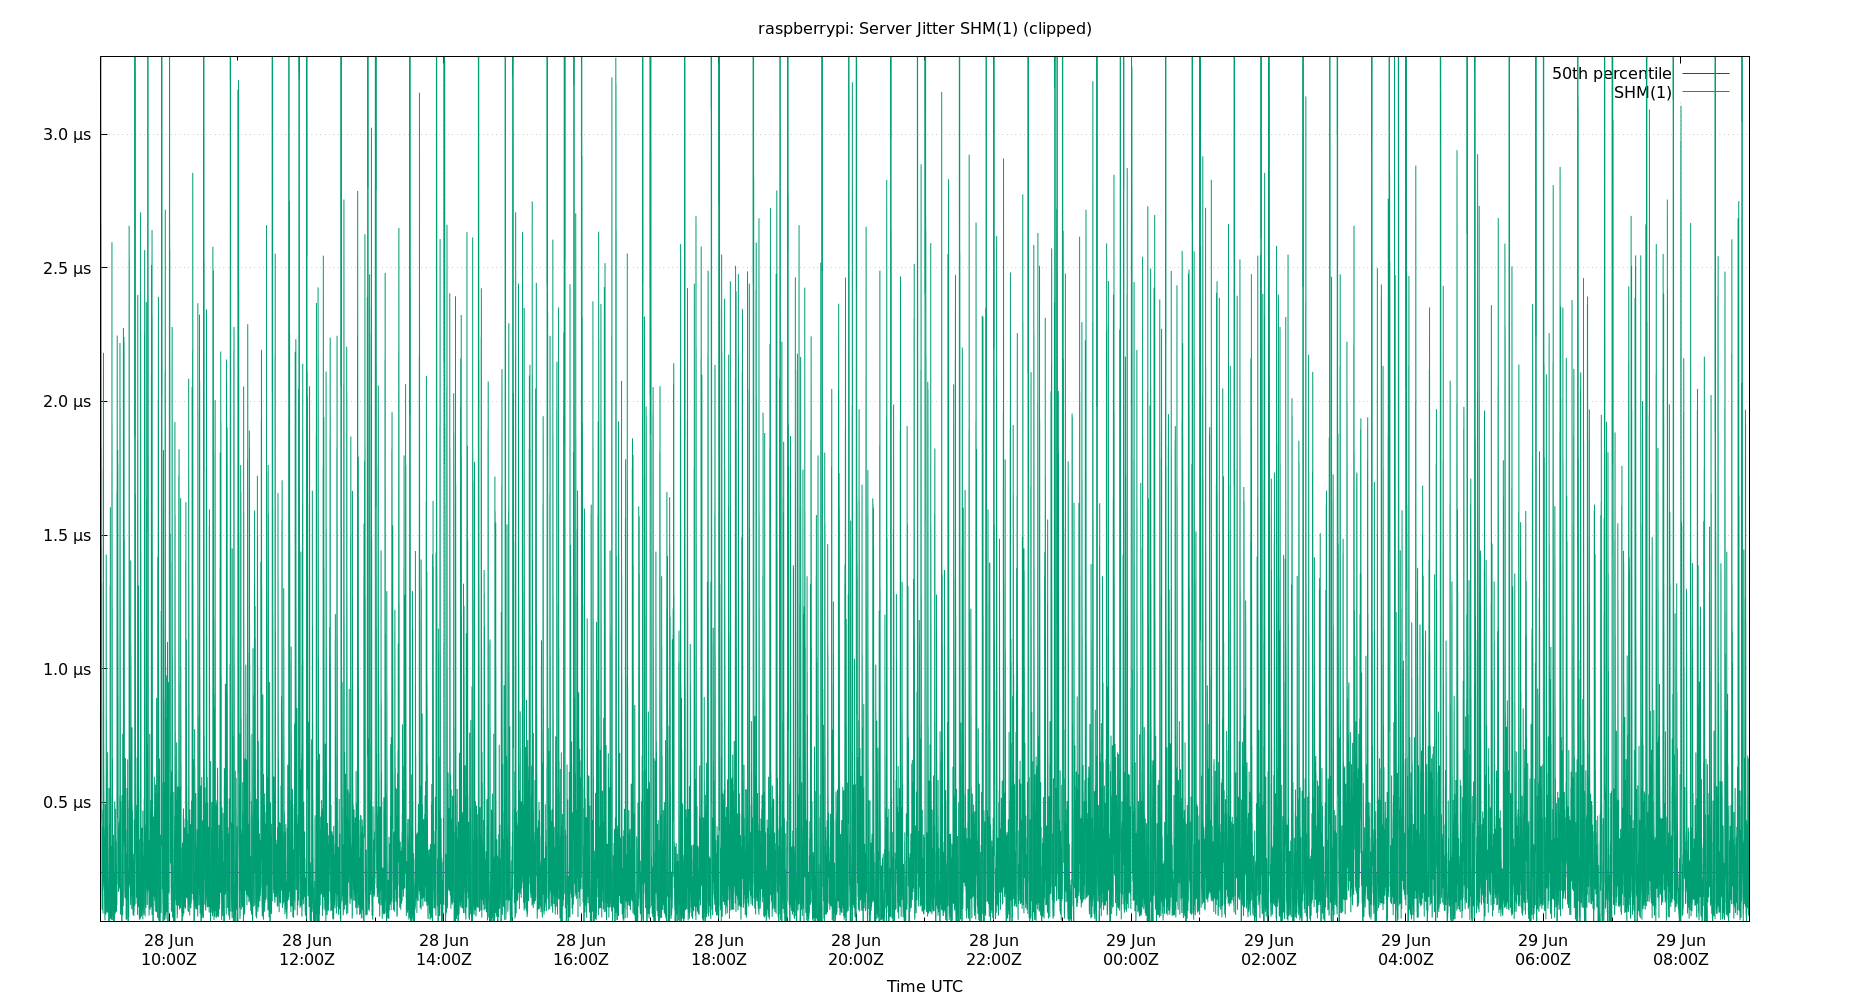 raspberrypi: Server Jitter SHM(1) (clipped)
50th percentile
SHM(1)
3.0 µs
2.5 µs
2.0 µs
1.5 µs
1.0 µs
0.5 µs
28 Jun 28 Jun 28 Jun 28 Jun 28 Jun 28 Jun 28 Jun 29 Jun 29 Jun 29 Jun 29 Jun 29 Jun
10:00Z 12:00Z 14:00Z 16:00Z 18:00Z 20:00Z 22:00Z 00:00Z 02:00Z 04:00Z 06:00Z 08:00Z
Time UTC